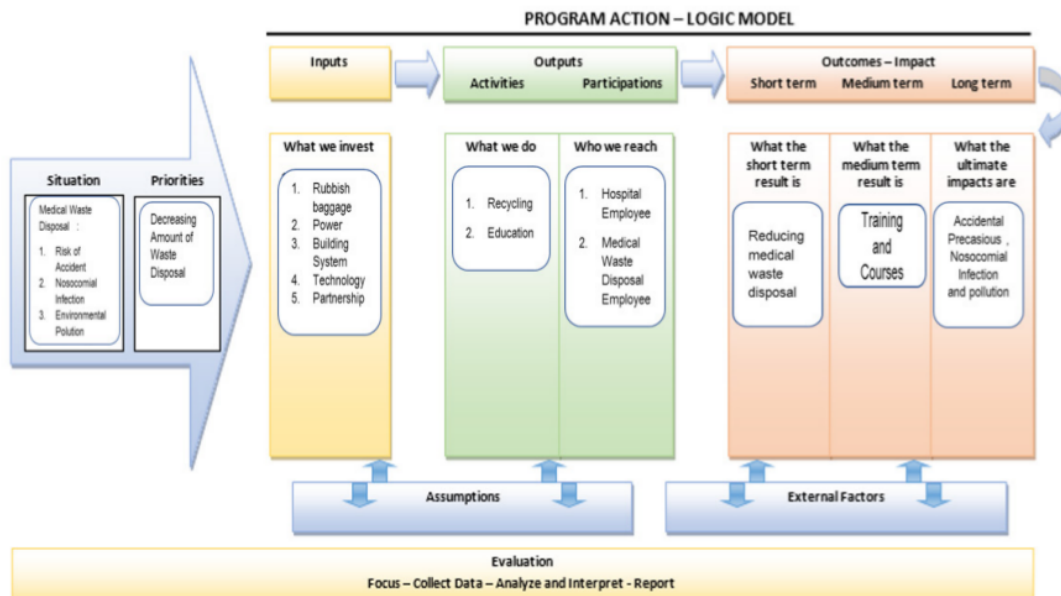 PROGRAM ACTION – LOGIC MODEL
Inputs
Outputs
Activities Participations
Outcomes – Impact
Short term Medium term Long term
Situation
Medical Waste
Disposal :
1. Risk of
Accident
2. Nosocomial
Infection
3. Environmental
Polution
Priorities
Decreasing
Amount of
Waste
Disposal
What we invest
1. Rubbish
baggage
2. Power
3. Building
System
4. Technology
5. Partnership
What we do
1. Recycling
2. Education
Who we reach
1. Hospital
Employee
2. Medical
Waste
Disposal
Employee
What the
short term
result is
Reducing
medical
waste
disposal
What the
medium term
result is
Training
and
Courses
What the
ultimate
impacts are
Accidental
Precasious ,
Nosocomial
Infection
and pollution
Assumptions
External Factors
Evaluation
Focus – Collect Data – Analyze and Interpret - Report